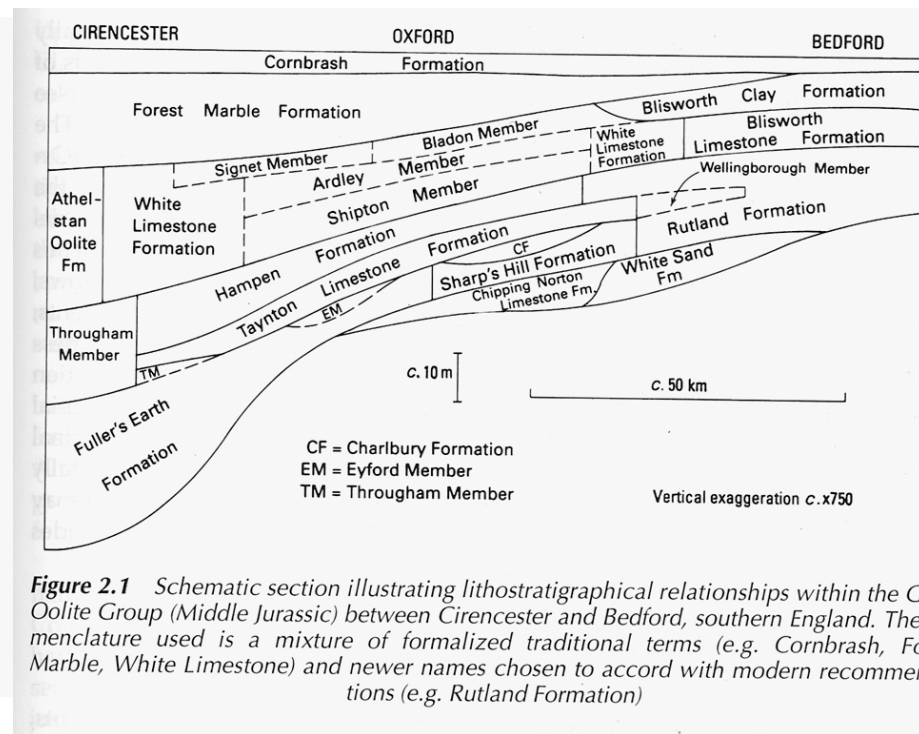 CIRENCESTER OXFORD BEDFORD
Cornbrash Formation
Forest Marble Formation
Blisworth Clay Formation
Bladon Member
White
Limestone
Formation
Blisworth
Limestone Formation
Signet Member
Ardley Member
Wellingborough Member
Athel-
stan
Oolite
Fm
White
Limestone
Formation
Shipton Member
Rutland Formation
Hampen Formation
Taynton Limestone Formation
CF
Sharp's Hill Formation
White Sand
Fm
Chipping Norton
Limestone Fm.
EM
Througham
Member
TM
Fuller's Earth
Formation
c. 10 m
c. 50 km
CF = Charlbury Formation
EM = Eyford Member
TM = Througham Member
Vertical exaggeration c.x750
Figure 2.1 Schematic section illustrating lithostratigraphical relationships within the G
Oolite Group (Middle Jurassic) between Cirencester and Bedford, southern England. The
menclature used is a mixture of formalized traditional terms (e.g. Cornbrash, Fo
Marble, White Limestone) and newer names chosen to accord with modern recommen
tions (e.g. Rutland Formation)